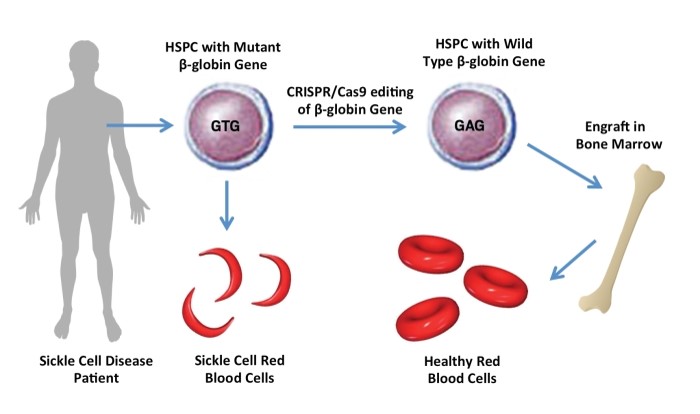 HSPC with Mutant
β-globin Gene
HSPC with Wild
Type β-globin Gene
CRISPR/Cas9 editing
of β-globin Gene
GTG
GAG
Engraft in
Bone Marrow
Sickle Cell Disease
Patient
Sickle Cell Red
Blood Cells
Healthy Red
Blood Cells